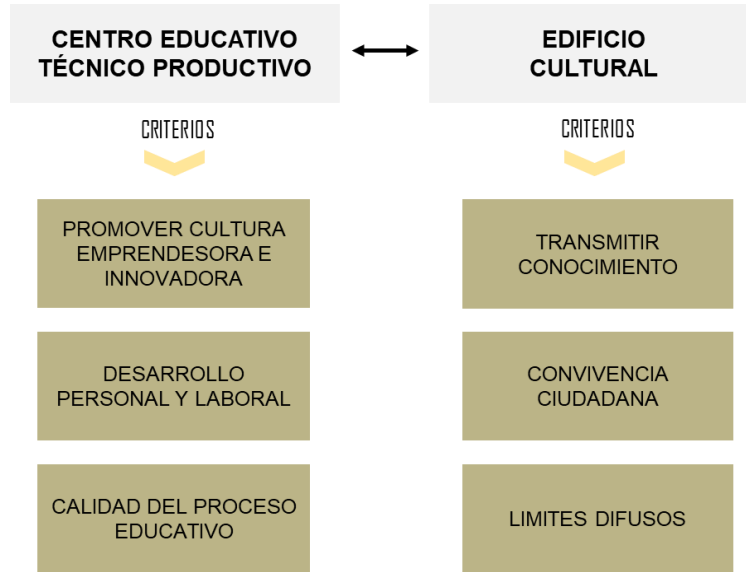 CENTRO EDUCATIVO
TÉCNICO PRODUCTIVO
CRITERIOS
PROMOVER CULTURA
EMPRENDESORA E
INNOVADORA
DESARROLLO
PERSONAL Y LABORAL
CALIDAD DEL PROCESO
EDUCATIVO
EDIFICIO
CULTURAL
CRITERIOS
TRANSMITIR
CONOCIMIENTO
CONVIVENCIA
CIUDADANA
LIMITES DIFUSOS